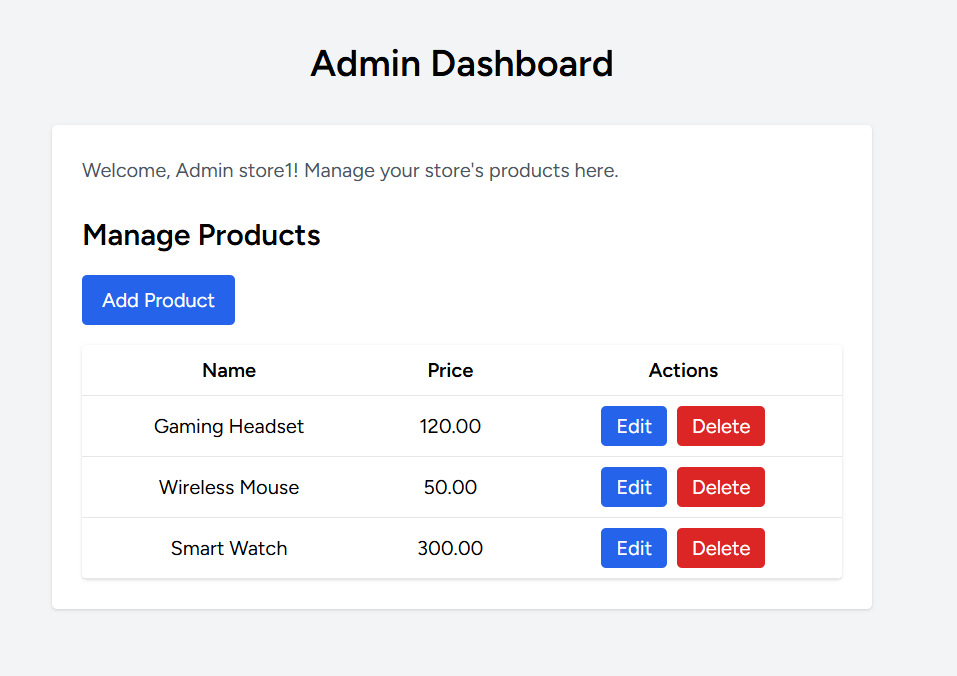 Admin Dashboard
Welcome, Admin store1! Manage your store's products here.
Manage Products
Add Product
Name Price Actions
Gaming Headset 120.00 Edit Delete
Wireless Mouse 50.00 Edit Delete
Smart Watch 300.00 Edit Delete